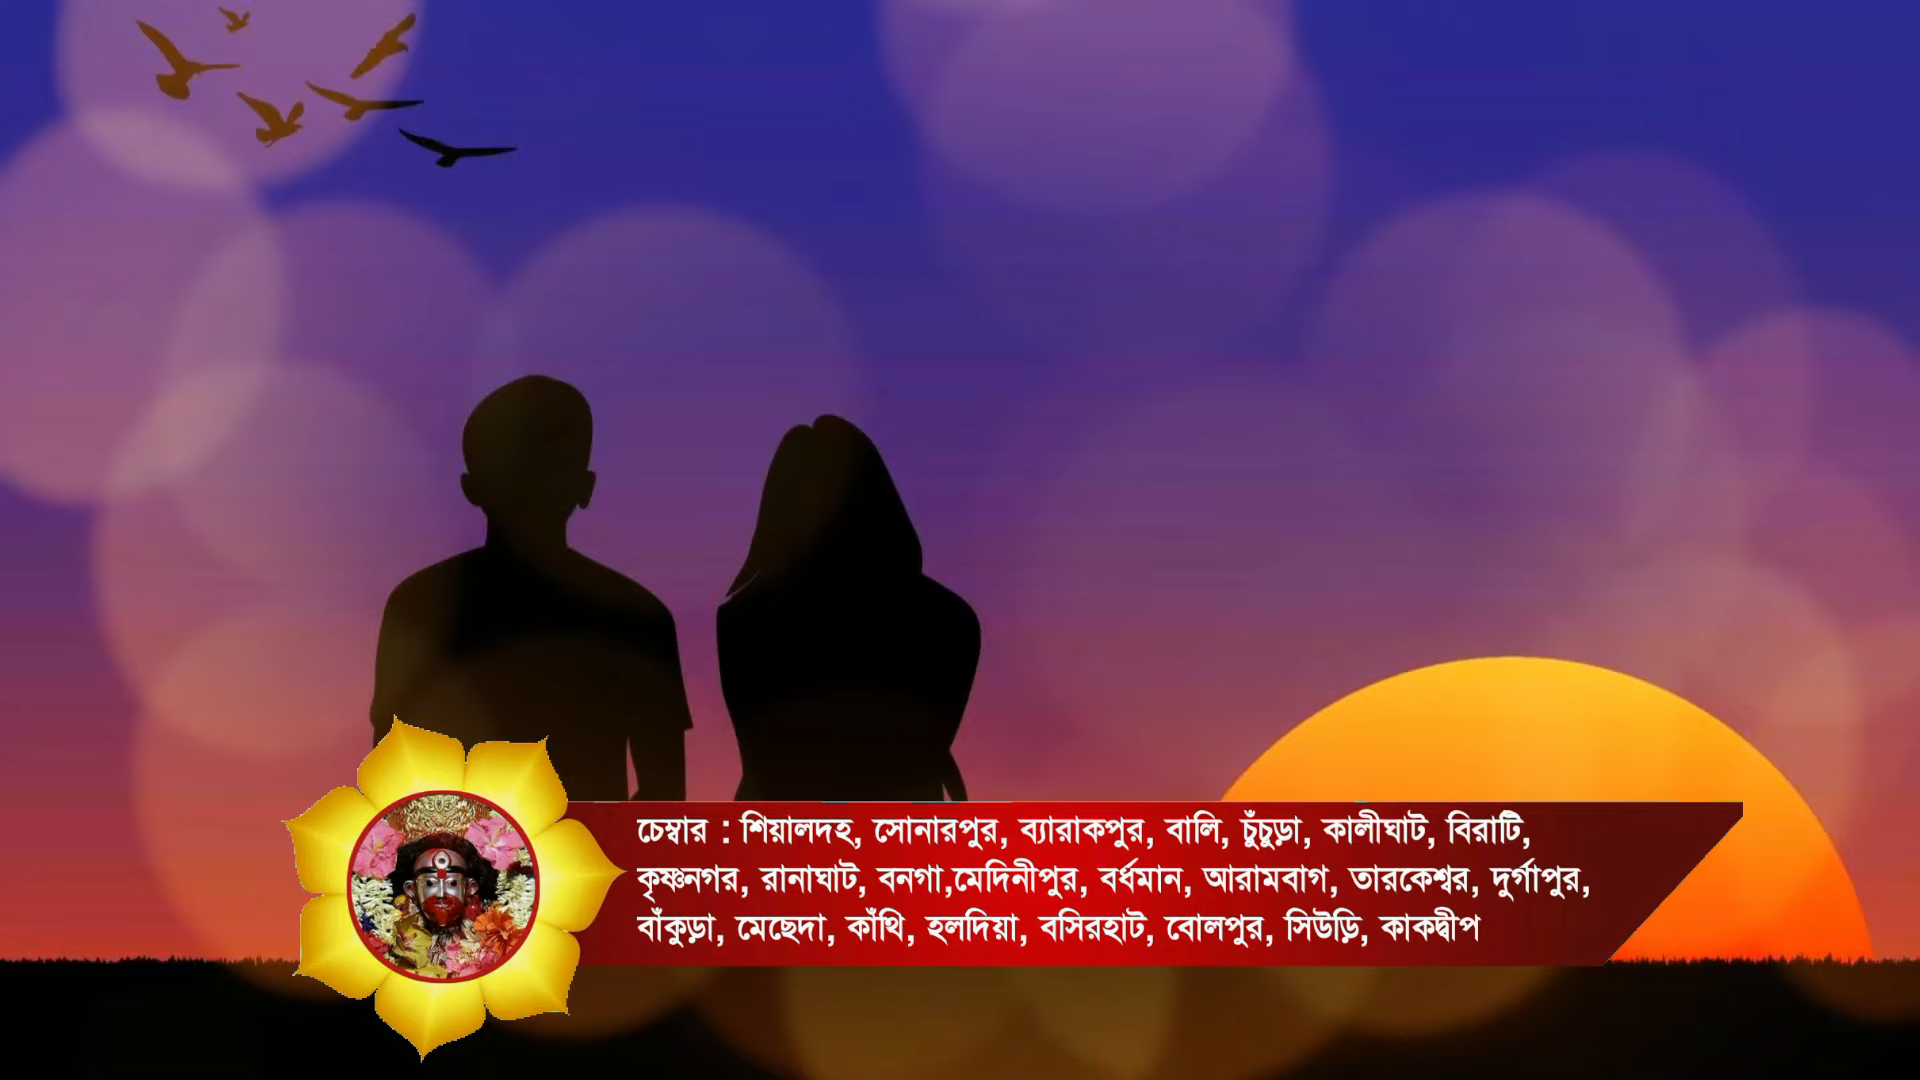 চেম্বার : শিয়ালদহ, সোনারপুর, ব্যারাকপুর, বালি, চুঁচুড়া, কালীঘাট, বিরাটি,
কৃষ্ণনগর, রানাঘাট, বনগা,মেদিনীপুর, বর্ধমান, আরামবাগ, তারকেশ্বর, দুর্গাপুর,
বাঁকুড়া, মেছেদা, কাঁথি, হলদিয়া, বসিরহাট, বোলপুর, সিউড়ি, কাকদ্বীপ